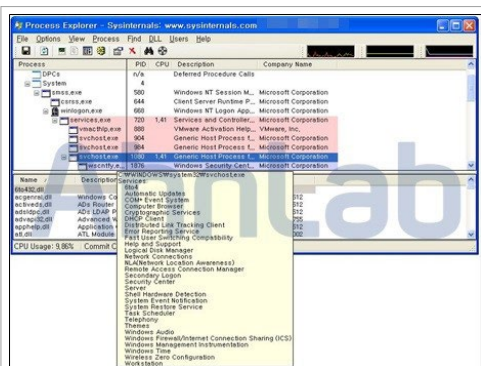 Process Explorer - Sysinternals: www.sysinternals.com
File Options View Process Find DLL Users Help
Process PID CPU Description Company Name
DPCs n/a Deferred Procedure Calls
System 4
smss.exe 580 Windows NT Session M,,, Microsoft Corporation
csrss.exe 644 Client Server Runtime P,,, Microsoft Corporation
winlogon.exe 668 Windows NT Logon App,,, Microsoft Corporation
services.exe 720 1,41 Services and Controller,,, Microsoft Corporation
vmacthlp.exe 888 VMware Activation Help,,, VMware, Inc,
svchost.exe 904 Generic Host Process f,,, Microsoft Corporation
svchost.exe 984 Generic Host Process f,,, Microsoft Corporation
svchost.exe 1080 1,41 Generic Host Process f,,, Microsoft Corporation
wscntfy.e,,, 1876 Windows Security Cent,,, Microsoft Corporation
AhnLab
Name Description
C:\WINDOWS\system32\svchost.exe
Services:
6to4
Automatic Updates
COM+ Event System
Computer Browser
Cryptographic Services
DHCP Client
Distributed Link Tracking Client
Error Reporting Service
Fast User Switching Compatibility
Help and Support
Logical Disk Manager
Network Connections
NLA(Network Location Awareness)
Remote Access Connection Manager
Secondary Logon
Security Center
Server
Shell Hardware Detection
System Event Notification
System Restore Service
Task Scheduler
Telephony
Themes
Windows Audio
Windows Firewall/Internet Connection Sharing (ICS)
Windows Management Instrumentation
Windows Time
Wireless Zero Configuration
Workstation
6to432.dll
acgenral.dll Windows Co
activeds.dll ADs Router
adsldpc.dll ADs LDAP P
advapi32.dll Advanced W
apphelp.dll Application
atl.dll ATL Module
CPU Usage: 9,86% Commit C